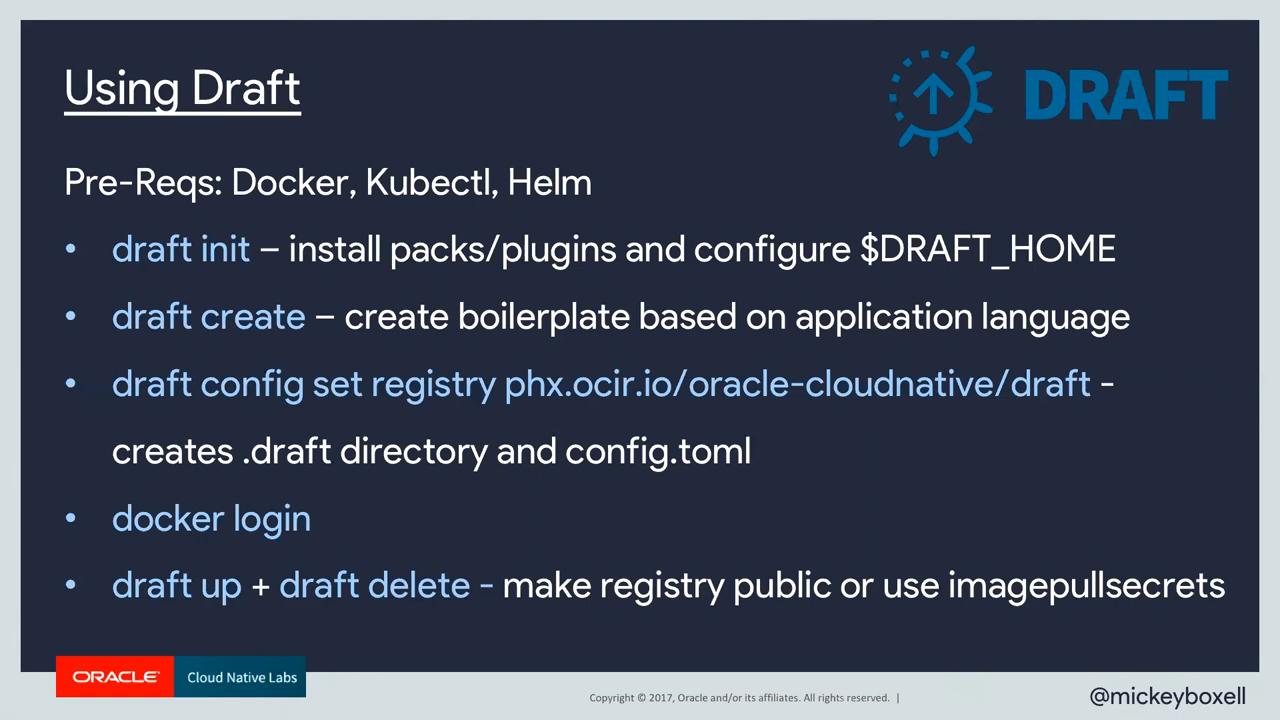 Using Draft
DRAFT
Pre-Reqs: Docker, Kubectl, Helm
• draft init – install packs/plugins and configure $DRAFT_HOME
• draft create – create boilerplate based on application language
• draft config set registry phx.ocir.io/oracle-cloudnative/draft -
creates .draft directory and config.toml
• docker login
• draft up + draft delete - make registry public or use imagepullsecrets
ORACLE Cloud Native Labs
Copyright © 2017, Oracle and/or its affiliates. All rights reserved. |
@mickeyboxell